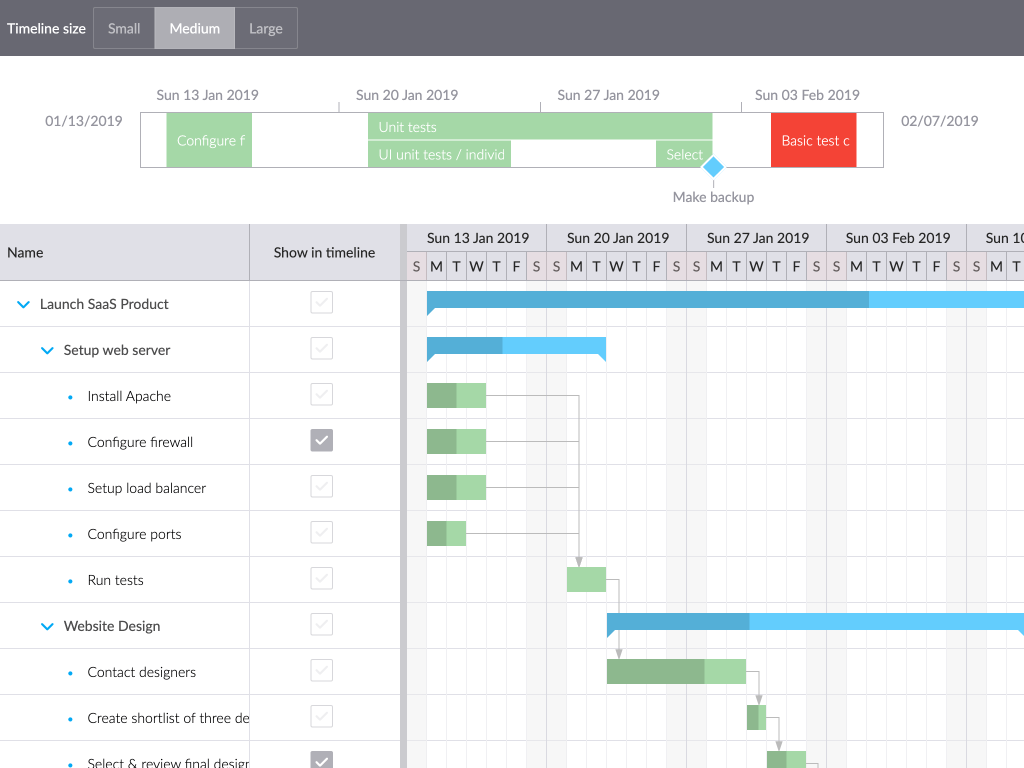 Timeline size Small Medium Large
Sun 13 Jan 2019 Sun 20 Jan 2019 Sun 27 Jan 2019 Sun 03 Feb 2019
01/13/2019 02/07/2019
Unit tests
Configure f Basic test c
UI unit tests / individ Select
Make backup
Name Show in timeline
Sun 13 Jan 2019 Sun 20 Jan 2019 Sun 27 Jan 2019 Sun 03 Feb 2019 Sun 10
S M T W T F S S M T W T F S S M T W T F S S M T W T F S S M T
Launch SaaS Product
Setup web server
Install Apache
Configure firewall
Setup load balancer
Configure ports
Run tests
Website Design
Contact designers
Create shortlist of three de
Select & review final design